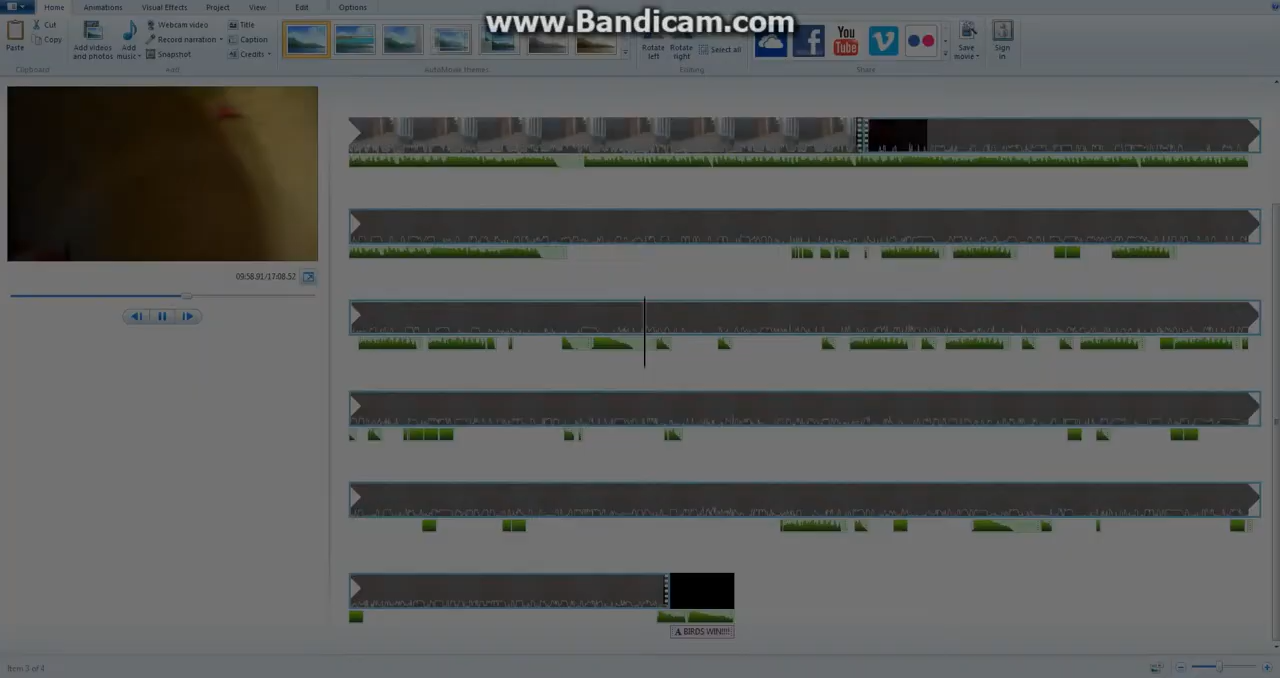 www.Bandicam.com
Home Animations Visual Effects Project View Edit Options
Paste
Cut
Copy
Clipboard
Add videos and photos
Add music
Webcam video
Record narration
Snapshot
Title
Caption
Credits
AutoMovie themes
Rotate left
Rotate right
Select all
Editing
You Tube
Share
Save movie
Sign in
09:58.91/17:08.52
A BIRDS WIN!!!!
Item 3 of 4